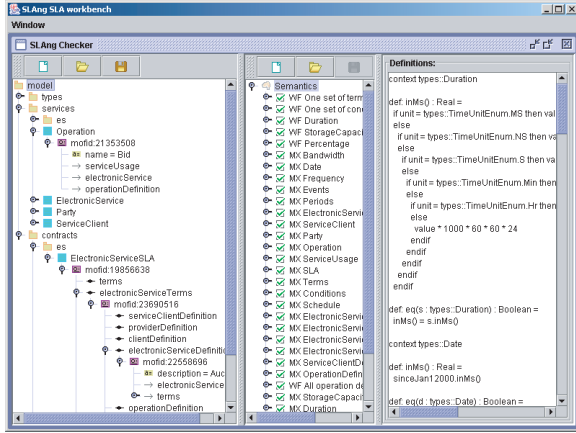 SLAng SLA workbench
Window
SLAng Checker
model
types
services
es
Operation
mofid:21353508
name = Bid
serviceUsage
electronicService
operationDefinition
ElectronicService
Party
ServiceClient
contracts
es
ElectronicServiceSLA
mofid:19856638
terms
electronicServiceTerms
mofid:23690516
serviceClientDefinition
providerDefinition
clientDefinition
electronicServiceDefiniti
mofid:22558696
description = Auc
electronicService
terms
operationDefinition
Semantics
WF One set of term
WF One set of con
WF Duration
WF StorageCapaci
WF Percentage
MX Bandwidth
MX Date
MX Frequency
MX Events
MX Periods
MX ElectronicServi
MX ServiceClient
MX Party
MX Operation
MX ServiceUsage
MX SLA
MX Terms
MX Conditions
MX Schedule
MX ElectronicServi
MX ElectronicServi
MX ElectronicServi
MX ServiceClientD
MX OperationDefin
WF All operation de
MX StorageCapaci
MX Duration
Definitions:
context types::Duration
def: inMs() : Real =
if unit = types::TimeUnitEnum.MS then val
else
if unit = types::TimeUnitEnum.NS then va
else
if unit = types::TimeUnitEnum.S then va
else
if unit = types::TimeUnitEnum.Min then
else
if unit = types::TimeUnitEnum.Hr then
else
value * 1000 * 60 * 60 * 24
endif
endif
endif
endif
endif
def: eq(s : types::Duration) : Boolean =
inMs() = s.inMs()
context types::Date
def: inMs() : Real =
sinceJan12000.inMs()
def: eq(d : types::Date) : Boolean =